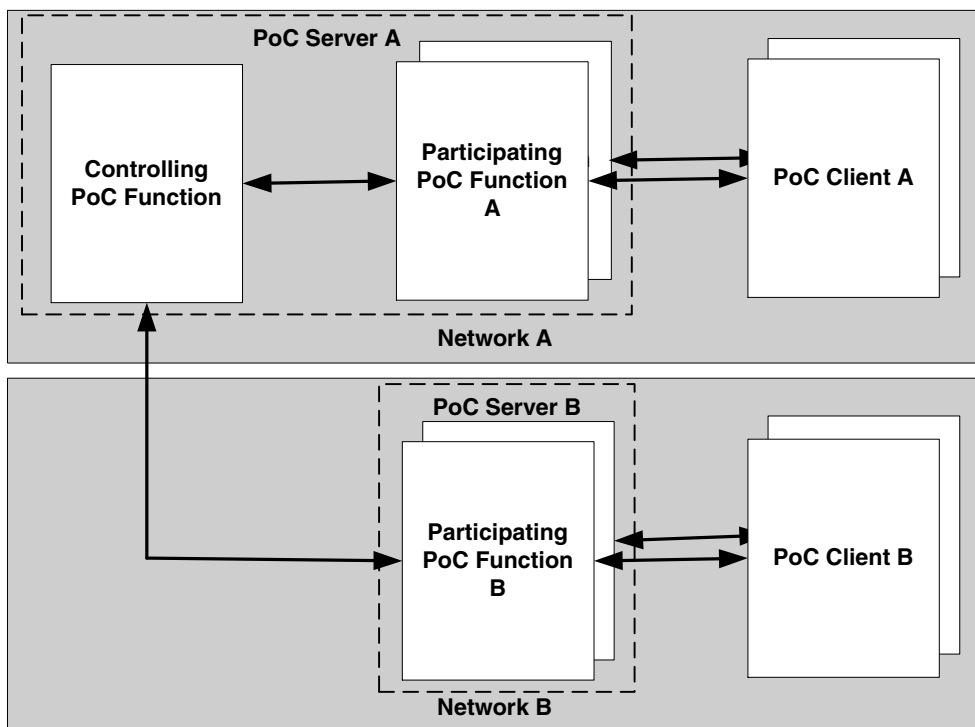 PoC Server A
Controlling
PoC Function
Participating
PoC Function
A
PoC Client A
Network A
PoC Server B
Participating
PoC Function
B
PoC Client B
Network B